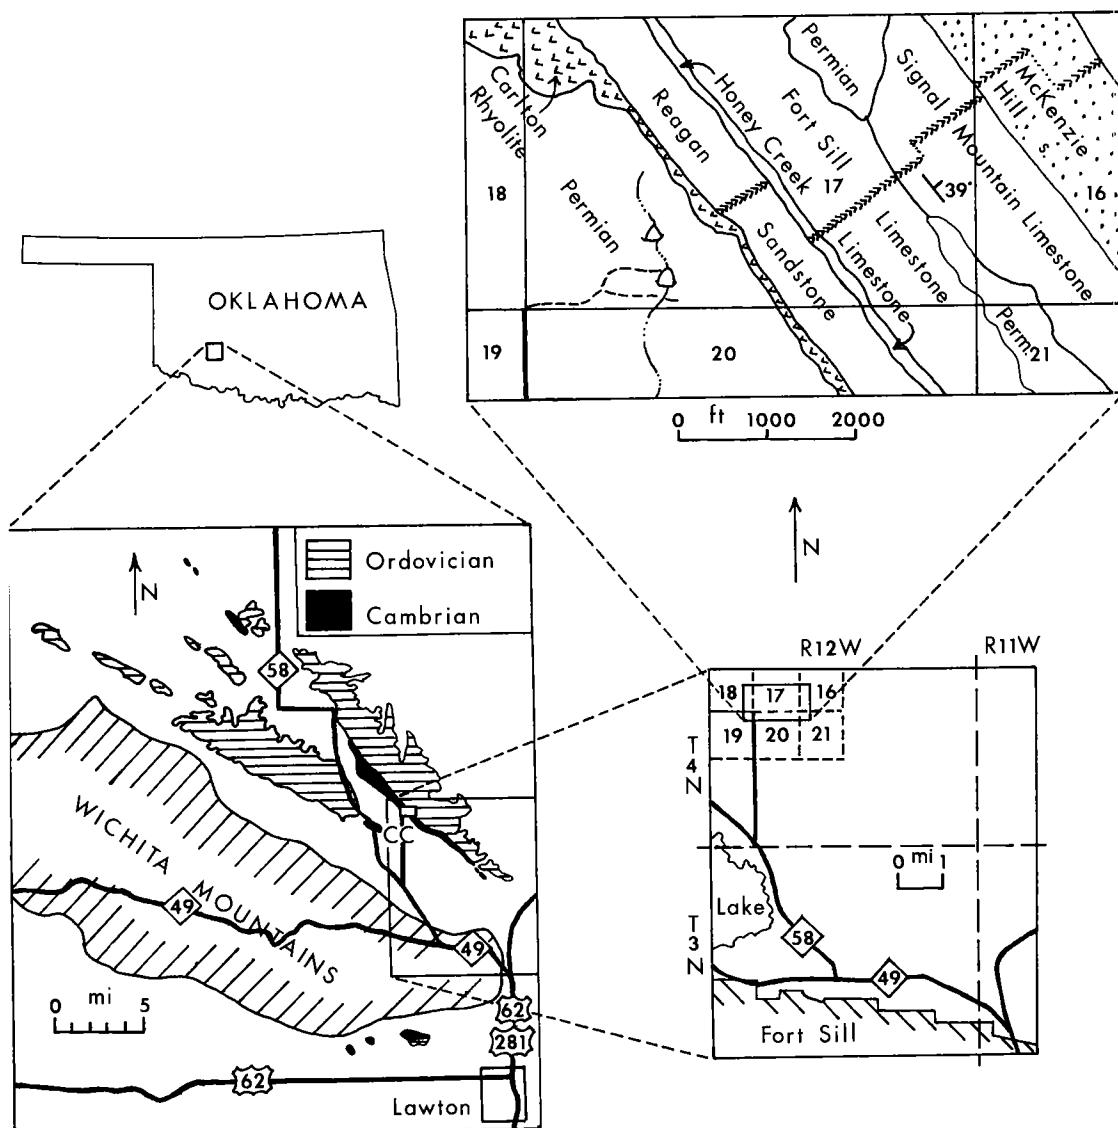 OKLAHOMA
Carlton
Rhyolite
Reagan
Sandstone
Honey Creek
Limestone
Fort Sill
Limestone
Permian
Signal
Mountain Limestone
McKenzie
Hill
s.
Permian
Perm.
39°
18
17
16
19
20
21
0 ft 1000 2000
N
Ordovician
Cambrian
N
58
CC
WICHITA
MOUNTAINS
49
49
0 mi 5
62
281
62
Lawton
R12W
R11W
18
17
16
19
20
21
T
4
N
0 mi 1
Lake
T
3
N
58
49
Fort Sill